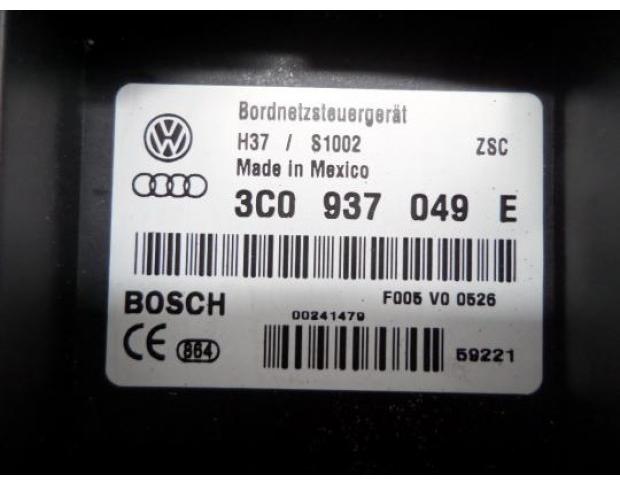 Bordnetzsteuergerät
H37 / S1002 ZSC
Made in Mexico
3C0 937 049 E
BOSCH F005 V0 0526
00241479
CE 864 59221